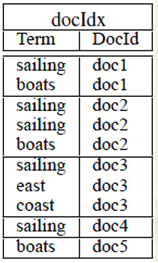 docIdx
Term DocId
sailing doc1
boats doc1
sailing doc2
sailing doc2
boats doc2
sailing doc3
east doc3
coast doc3
sailing doc4
boats doc5